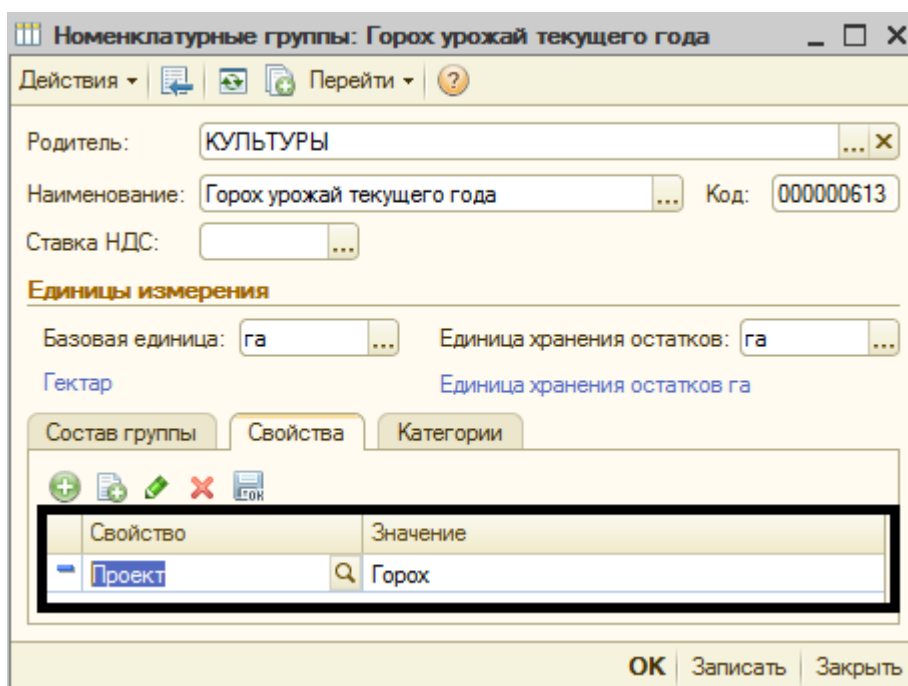 Номенклатурные группы: Горох урожай текущего года
Действия Перейти
Родитель: КУЛЬТУРЫ ...
Наименование: Горох урожай текущего года ... Код: 000000613
Ставка НДС: ...
Единицы измерения
Базовая единица: га ... Единица хранения остатков: га ...
Гектар Единица хранения остатков га
Состав группы Свойства Категории
Свойство Значение
Проект Горох
ОК Записать Закрыть